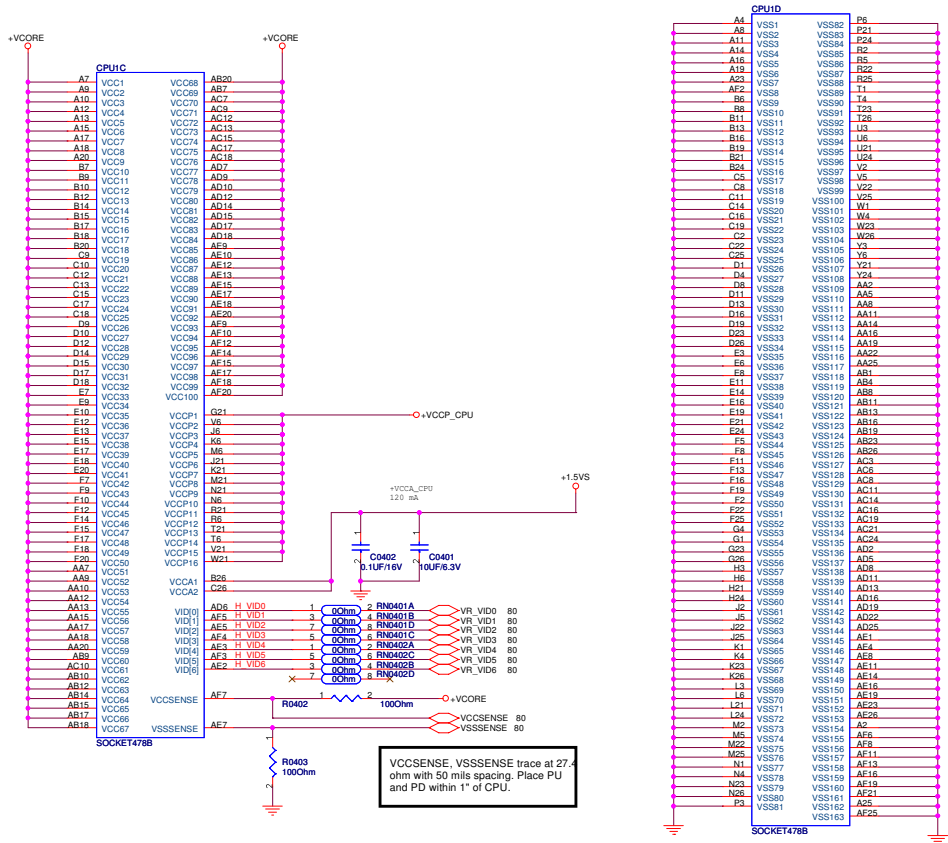 +VCORE
+VCORE
CPU1C
A7 VCC1 VCC68 AB20
A9 VCC2 VCC69 AB7
A10 VCC3 VCC70 AC7
A12 VCC4 VCC71 AC9
A13 VCC5 VCC72 AC12
A15 VCC6 VCC73 AC13
A17 VCC7 VCC74 AC15
A18 VCC8 VCC75 AC17
A20 VCC9 VCC76 AC18
B7 VCC10 VCC77 AD7
B9 VCC11 VCC78 AD9
B10 VCC12 VCC79 AD10
B12 VCC13 VCC80 AD12
B14 VCC14 VCC81 AD14
B15 VCC15 VCC82 AD15
B17 VCC16 VCC83 AD17
B18 VCC17 VCC84 AD18
B20 VCC18 VCC85 AE9
C9 VCC19 VCC86 AE10
C10 VCC20 VCC87 AE12
C12 VCC21 VCC88 AE13
C13 VCC22 VCC89 AE15
C15 VCC23 VCC90 AE17
C17 VCC24 VCC91 AE18
C18 VCC25 VCC92 AE20
D9 VCC26 VCC93 AF9
D10 VCC27 VCC94 AF10
D12 VCC28 VCC95 AF12
D14 VCC29 VCC96 AF14
D15 VCC30 VCC97 AF15
D17 VCC31 VCC98 AF17
D18 VCC32 VCC99 AF18
E7 VCC33 VCC100 AF20
E9 VCC34
E10 VCC35 VCCP1 G21 +VCCP_CPU
E12 VCC36 VCCP2 V6
E13 VCC37 VCCP3 J6
E15 VCC38 VCCP4 K6
E17 VCC39 VCCP5 M6
E18 VCC40 VCCP6 J21
E20 VCC41 VCCP7 K21
F7 VCC42 VCCP8 M21
F9 VCC43 VCCP9 N21
F10 VCC44 VCCP10 N6
F12 VCC45 VCCP11 R21
F14 VCC46 VCCP12 R6
F15 VCC47 VCCP13 T21
F17 VCC48 VCCP14 T6
F18 VCC49 VCCP15 V21
F20 VCC50 VCCP16 W21
AA7 VCC51
AA9 VCC52 VCCA1 B26
AA10 VCC53 VCCA2 C26
AA12 VCC54
AA13 VCC55 VID[0] AD6 H_VID0 1 0Ohm 2 RN0401A VR_VID0 80
AA15 VCC56 VID[1] AF5 H_VID1 3 0Ohm 4 RN0401B VR_VID1 80
AA17 VCC57 VID[2] AE5 H_VID2 7 0Ohm 8 RN0401D VR_VID2 80
AA18 VCC58 VID[3] AF4 H_VID3 5 0Ohm 6 RN0401C VR_VID3 80
AA20 VCC59 VID[4] AE3 H_VID4 1 0Ohm 2 RN0402A VR_VID4 80
AB9 VCC60 VID[5] AF3 H_VID5 5 0Ohm 6 RN0402C VR_VID5 80
AC10 VCC61 VID[6] AE2 H_VID6 3 0Ohm 4 RN0402B VR_VID6 80
AB10 VCC62 7 0Ohm 8 RN0402D
AB12 VCC63
AB14 VCC64 VCCSENSE AF7 1 2 +VCORE
R0402 100Ohm
AB15 VCC65
AB17 VCC66 VCCSENSE 80
AB18 VCC67 VSSSENSE AE7 VSSSENSE 80
SOCKET478B
1
R0403
100Ohm
2
+VCCA_CPU
120 mA
+1.5VS
1 1
C0402 C0401
2 0.1UF/16V 2 10UF/6.3V
VCCSENSE, VSSSENSE trace at 27.4
ohm with 50 mils spacing. Place PU
and PD within 1" of CPU.
CPU1D
A4 VSS1 VSS82 P6
A8 VSS2 VSS83 P21
A11 VSS3 VSS84 P24
A14 VSS4 VSS85 R2
A16 VSS5 VSS86 R5
A19 VSS6 VSS87 R22
A23 VSS7 VSS88 R25
AF2 VSS8 VSS89 T1
B6 VSS9 VSS90 T4
B8 VSS10 VSS91 T23
B11 VSS11 VSS92 T26
B13 VSS12 VSS93 U3
B16 VSS13 VSS94 U6
B19 VSS14 VSS95 U21
B21 VSS15 VSS96 U24
B24 VSS16 VSS97 V2
C5 VSS17 VSS98 V5
C8 VSS18 VSS99 V22
C11 VSS19 VSS100 V25
C14 VSS20 VSS101 W1
C16 VSS21 VSS102 W4
C19 VSS22 VSS103 W23
C2 VSS23 VSS104 W26
C22 VSS24 VSS105 Y3
C25 VSS25 VSS106 Y6
D1 VSS26 VSS107 Y21
D4 VSS27 VSS108 Y24
D8 VSS28 VSS109 AA2
D11 VSS29 VSS110 AA5
D13 VSS30 VSS111 AA8
D16 VSS31 VSS112 AA11
D19 VSS32 VSS113 AA14
D23 VSS33 VSS114 AA16
D26 VSS34 VSS115 AA19
E3 VSS35 VSS116 AA22
E6 VSS36 VSS117 AA25
E8 VSS37 VSS118 AB1
E11 VSS38 VSS119 AB4
E14 VSS39 VSS120 AB8
E16 VSS40 VSS121 AB11
E19 VSS41 VSS122 AB13
E21 VSS42 VSS123 AB16
E24 VSS43 VSS124 AB19
F5 VSS44 VSS125 AB23
F8 VSS45 VSS126 AB26
F11 VSS46 VSS127 AC3
F13 VSS47 VSS128 AC6
F16 VSS48 VSS129 AC8
F19 VSS49 VSS130 AC11
F2 VSS50 VSS131 AC14
F22 VSS51 VSS132 AC16
F25 VSS52 VSS133 AC19
G4 VSS53 VSS134 AC21
G1 VSS54 VSS135 AC24
G23 VSS55 VSS136 AD2
G26 VSS56 VSS137 AD5
H3 VSS57 VSS138 AD8
H6 VSS58 VSS139 AD11
H21 VSS59 VSS140 AD13
H24 VSS60 VSS141 AD16
J2 VSS61 VSS142 AD19
J5 VSS62 VSS143 AD22
J22 VSS63 VSS144 AD25
J25 VSS64 VSS145 AE1
K1 VSS65 VSS146 AE4
K4 VSS66 VSS147 AE8
K23 VSS67 VSS148 AE11
K26 VSS68 VSS149 AE14
L3 VSS69 VSS150 AE16
L6 VSS70 VSS151 AE19
L21 VSS71 VSS152 AE23
L24 VSS72 VSS153 AE26
M2 VSS73 VSS154 A2
M5 VSS74 VSS155 AF6
M22 VSS75 VSS156 AF8
M25 VSS76 VSS157 AF11
N1 VSS77 VSS158 AF13
N4 VSS78 VSS159 AF16
N23 VSS79 VSS160 AF19
N26 VSS80 VSS161 AF21
P3 VSS81 VSS162 A25
VSS163 AF25
SOCKET478B